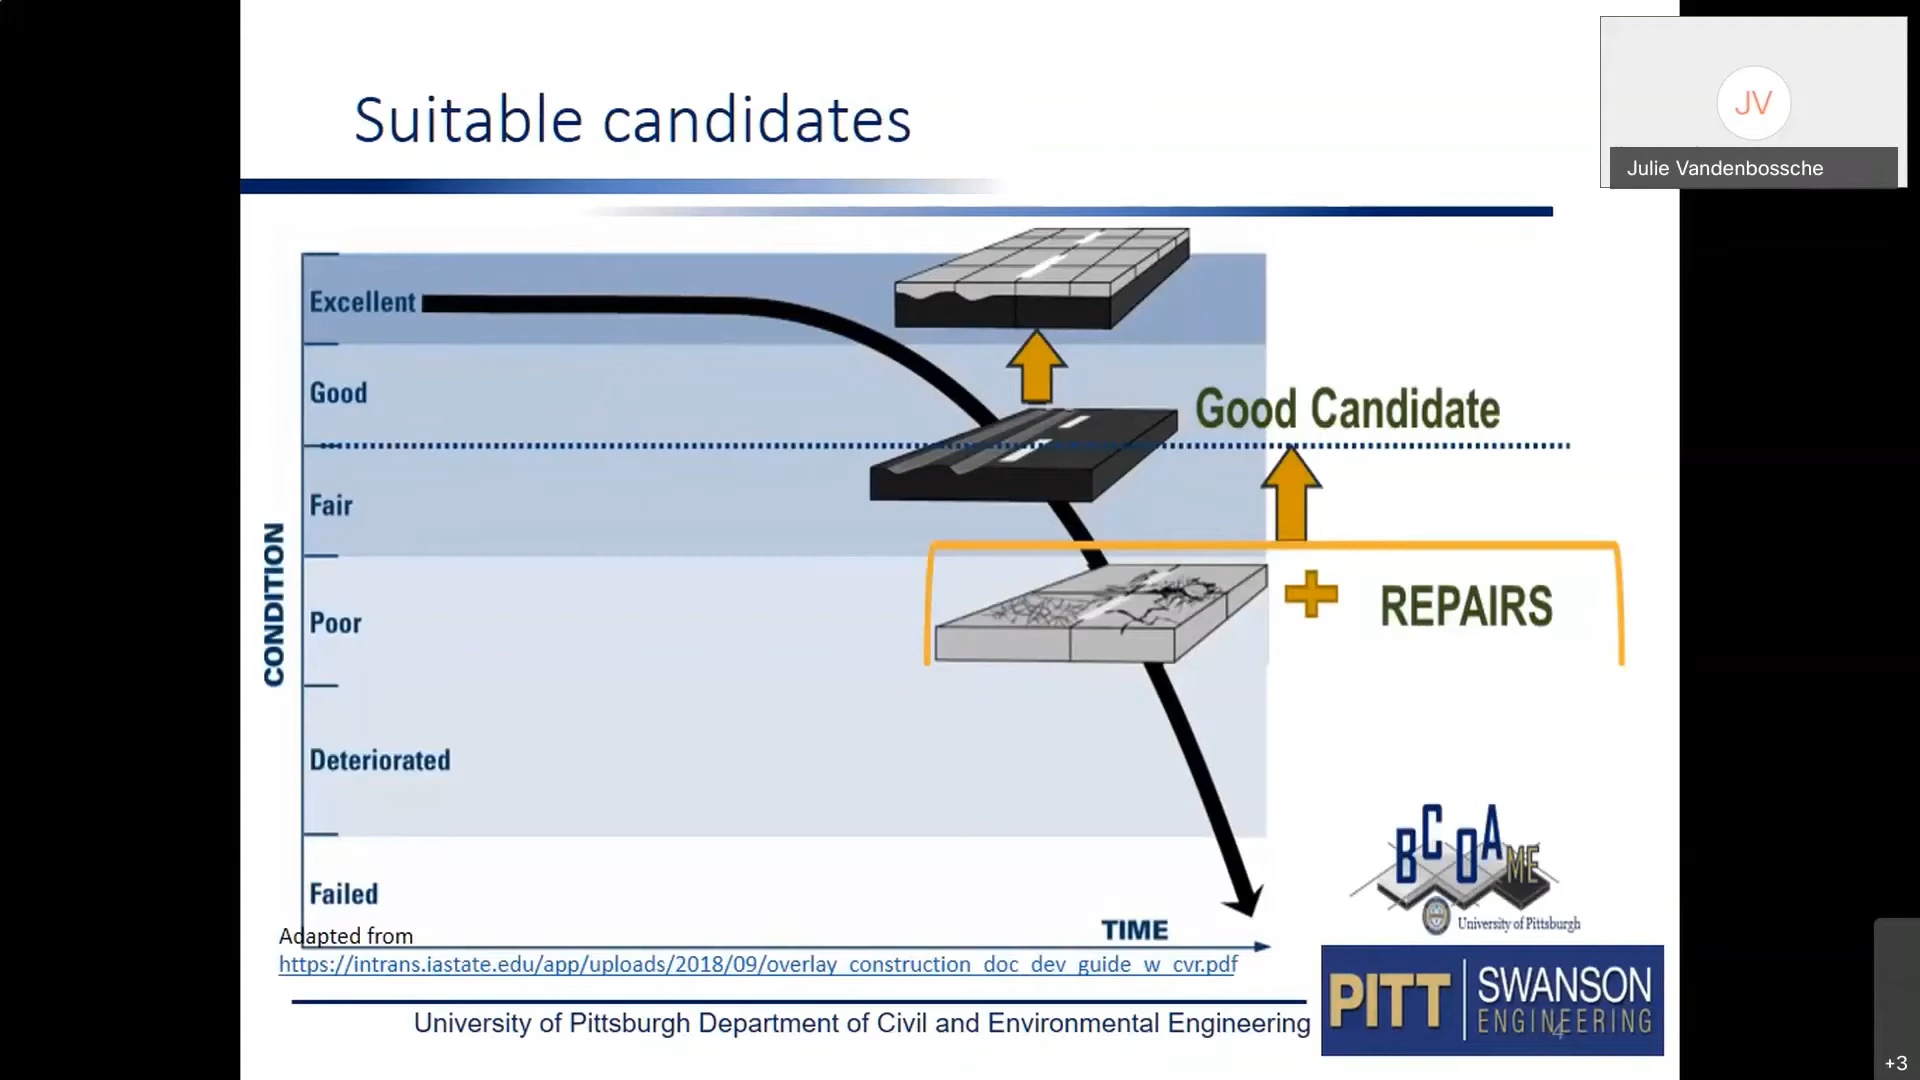 Suitable candidates
JV
Julie Vandenbossche
Excellent
Good
Good Candidate
Fair
CONDITION
Poor
REPAIRS
Deteriorated
Failed
TIME
BCOA ME
University of Pittsburgh
Adapted from
https://intrans.iastate.edu/app/uploads/2018/09/overlay_construction_doc_dev_guide_w_cvr.pdf
University of Pittsburgh Department of Civil and Environmental Engineering
PITT
SWANSON
ENGINEERING
4
+3